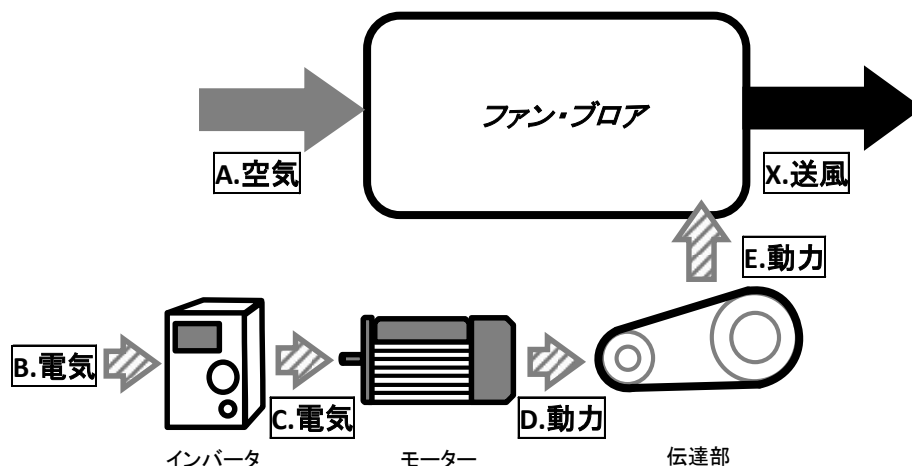 ファン・ブロア
A.空気
X.送風
E.動力
B.電気
C.電気
D.動力
インバータ
モーター
伝達部